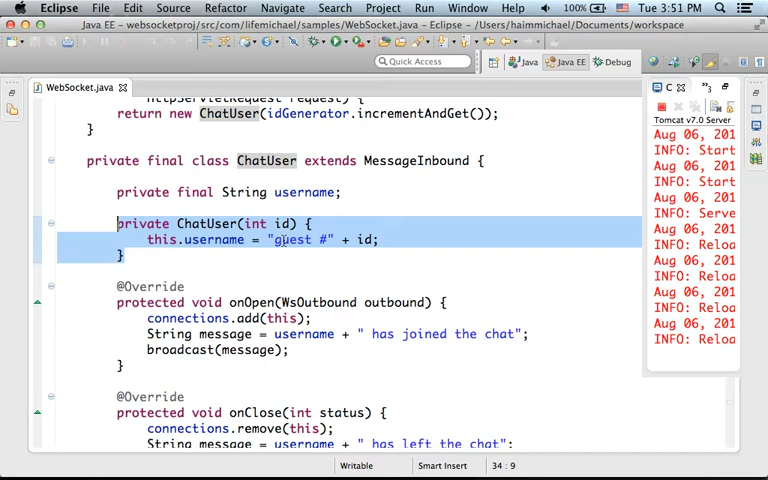 Eclipse File Edit Source Refactor Navigate Search Project Run Window Help 100% Tue 3:51 PM
Java EE - websocketproj/src/com/lifemichael/samples/WebSocket.java - Eclipse - /Users/haimmichael/Documents/workspace
Quick Access Java Java EE Debug
WebSocket.java
C
Tomcat v7.0 Server
HttpServletRequest request) {
return new ChatUser(idGenerator.incrementAndGet());
}
private final class ChatUser extends MessageInbound {
private final String username;
private ChatUser(int id) {
this.username = "guest #" + id;
}
@Override
protected void onOpen(WsOutbound outbound) {
connections.add(this);
String message = username + " has joined the chat";
broadcast(message);
}
@Override
protected void onClose(int status) {
connections.remove(this);
String message = username + " has left the chat";
Aug 06, 201
INFO: Start
Aug 06, 201
INFO: Start
Aug 06, 201
INFO: Serve
Aug 06, 201
INFO: Reloa
Aug 06, 201
INFO: Reloa
Aug 06, 201
INFO: Reloa
Aug 06, 201
INFO: Reloa
Writable Smart Insert 34 : 9